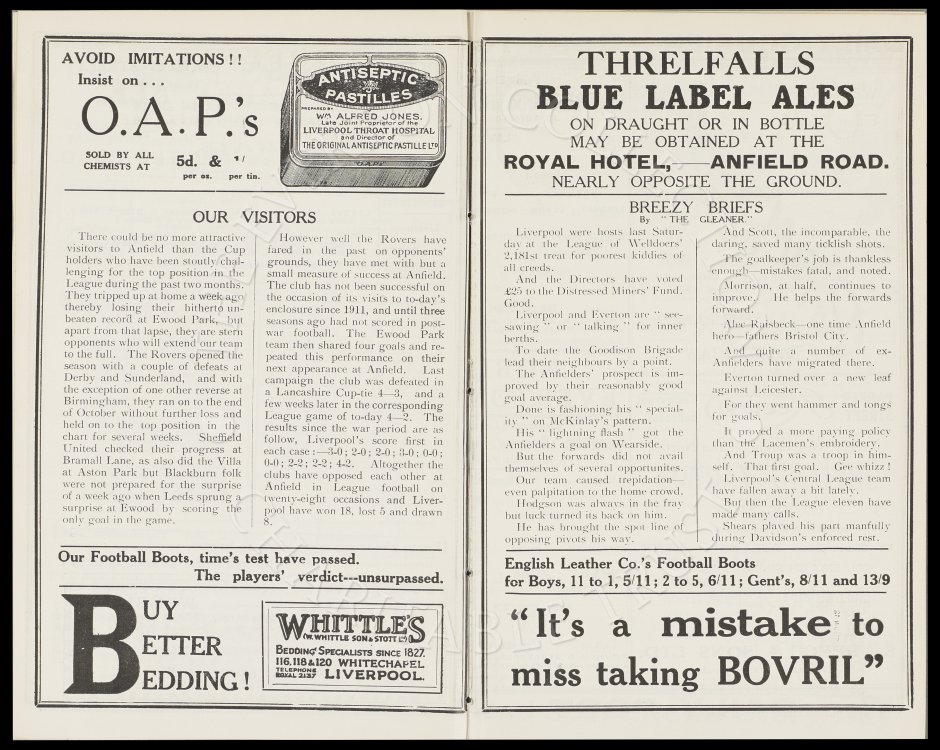 AVOID IMITATIONS!!
Insist on . . .
O.A.P.'s
SOLD BY ALL
CHEMISTS AT
5d. & 1/
per oz. per tin.
ANTISEPTIC
PASTILLES
PREPARED BY
WM ALFRED JONES.
Late Joint Proprietor of the
LIVERPOOL THROAT HOSPITAL
and Director of
THE ORIGINAL ANTISEPTIC PASTILLE LTD
"O.A.P.'s"
OUR VISITORS
There could be no more attractive
visitors to Anfield than the Cup
holders who have been stoutly chal-
lenging for the top position in the
League during the past two months.
They tripped up at home a week ago
thereby losing their hitherto un-
beaten record at Ewood Park, but
apart from that lapse, they are stern
opponents who will extend our team
to the full. The Rovers opened the
season with a couple of defeats at
Derby and Sunderland, and with
the exception of one other reverse at
Birmingham, they ran on to the end
of October without further loss and
held on to the top position in the
chart for several weeks. Sheffield
United checked their progress at
Bramall Lane, as also did the Villa
at Aston Park but Blackburn folk
were not prepared for the surprise
of a week ago when Leeds sprung a
surprise at Ewood by scoring the
only goal in the game.
However well the Rovers have
fared in the past on opponents'
grounds, they have met with but a
small measure of success at Anfield.
The club has not been successful on
the occasion of its visits to to-day's
enclosure since 1911, and until three
seasons ago had not scored in post-
war football. The Ewood Park
team then shared four goals and re-
peated this performance on their
next appearance at Anfield. Last
campaign the club was defeated in
a Lancashire Cup-tie 4—3, and a
few weeks later in the corresponding
League game of to-day 4—2. The
results since the war period are as
follow, Liverpool's score first in
each case :—3-0; 2-0; 2-0; 3-0; 0-0;
0-0; 2-2; 2-2; 4-2. Altogether the
clubs have opposed each other at
Anfield in League football on
twenty-eight occasions and Liver-
pool have won 18, lost 5 and drawn
8.
Our Football Boots, time's test have passed.
The players' verdict---unsurpassed.
BUY
BETTER
BEDDING!
WHITTLE'S
(W. WHITTLE SON & STOTT LTD)
BEDDING SPECIALISTS SINCE 1827.
116, 118 & 120 WHITECHAPEL
TELEPHONE
ROYAL 2137 LIVERPOOL.
THRELFALLS
BLUE LABEL ALES
ON DRAUGHT OR IN BOTTLE
MAY BE OBTAINED AT THE
ROYAL HOTEL,—ANFIELD ROAD.
NEARLY OPPOSITE THE GROUND.
BREEZY BRIEFS
By "THE GLEANER."
Liverpool were hosts last Satur-
day at the League of Welldoers'
2,181st treat for poorest kiddies of
all creeds.
And the Directors have voted
£25 to the Distressed Miners' Fund.
Good.
Liverpool and Everton are "see-
sawing" or "talking" for inner
berths.
To date the Goodison Brigade
lead their neighbours by a point.
The Anfielders' prospect is im-
proved by their reasonably good
goal average.
Done is fashioning his "special-
ity" on McKinlay's pattern.
His "lightning flash" got the
Anfielders a goal on Wearside.
But the forwards did not avail
themselves of several opportunites.
Our team caused trepidation—
even palpitation to the home crowd.
Hodgson was always in the fray
but luck turned its back on him.
He has brought the spot line of
opposing pivots his way.
And Scott, the incomparable, the
daring, saved many ticklish shots.
The goalkeeper's job is thankless
enough—mistakes fatal, and noted.
Morrison, at half, continues to
improve. He helps the forwards
forward.
Alec Raisbeck—one time Anfield
hero—fathers Bristol City.
And quite a number of ex-
Anfielders have migrated there.
Everton turned over a new leaf
against Leicester.
For they went hammer and tongs
for goals.
It proved a more paying policy
than the Lacemen's embroidery.
And Troup was a troop in him-
self. That first goal. Gee whizz!
Liverpool's Central League team
have fallen away a bit lately.
But then the League eleven have
made many calls.
Shears played his part manfully
during Davidson's enforced rest.
English Leather Co.'s Football Boots
for Boys, 11 to 1, 5/11; 2 to 5, 6/11; Gent's, 8/11 and 13/9
"It's a mistake to
miss taking BOVRIL"